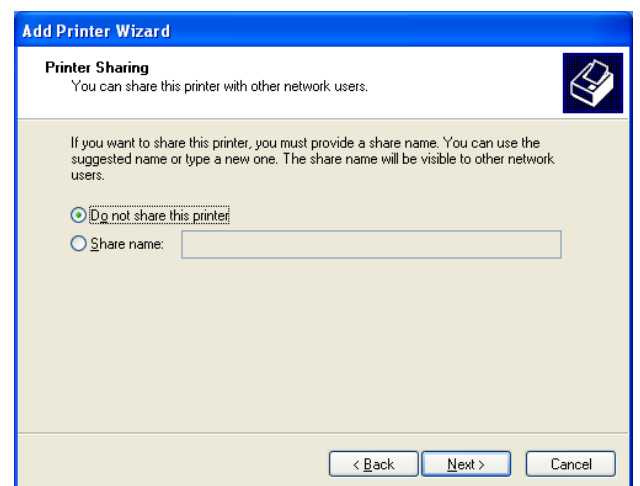 Add Printer Wizard
Printer Sharing
You can share this printer with other network users.
If you want to share this printer, you must provide a share name. You can use the
suggested name or type a new one. The share name will be visible to other network
users.
Do not share this printer
Share name:
< Back Next > Cancel